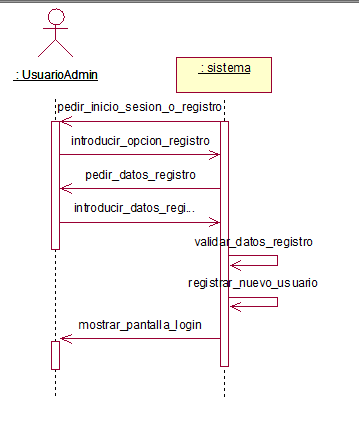 : UsuarioAdmin
: sistema
pedir_inicio_sesion_o_registro
introducir_opcion_registro
pedir_datos_registro
introducir_datos_regi...
validar_datos_registro
registrar_nuevo_usuario
mostrar_pantalla_login